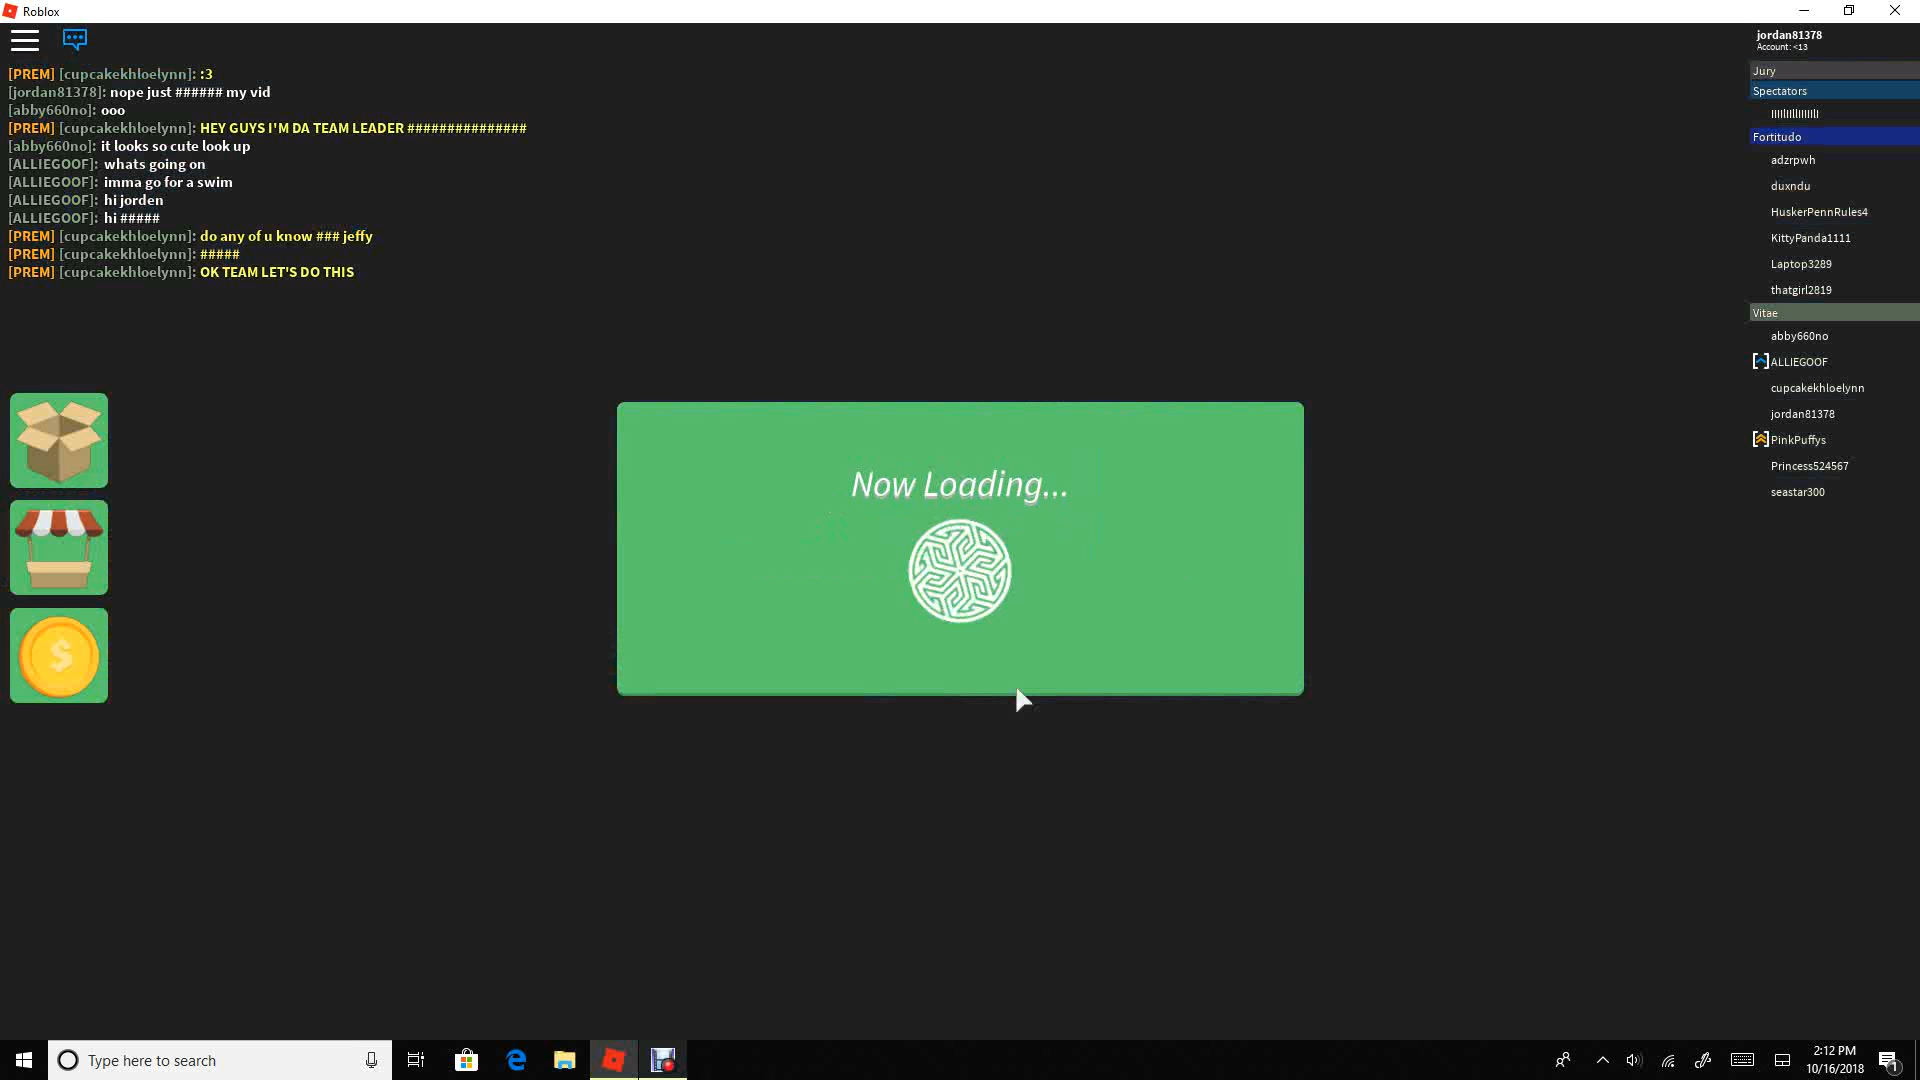 Roblox
jordan81378
Account: <13
[PREM] [cupcakekhloelynn]: :3
[jordan81378]: nope just ###### my vid
[abby660no]: ooo
[PREM] [cupcakekhloelynn]: HEY GUYS I'M DA TEAM LEADER ###############
[abby660no]: it looks so cute look up
[ALLIEGOOF]: whats going on
[ALLIEGOOF]: imma go for a swim
[ALLIEGOOF]: hi jorden
[ALLIEGOOF]: hi #####
[PREM] [cupcakekhloelynn]: do any of u know ### jeffy
[PREM] [cupcakekhloelynn]: #####
[PREM] [cupcakekhloelynn]: OK TEAM LET'S DO THIS
Jury
Spectators
Fortitudo
adzrpwh
duxndu
HuskerPennRules4
KittyPanda1111
Laptop3289
thatgirl2819
Vitae
abby660no
ALLIEGOOF
cupcakekhloelynn
jordan81378
PinkPuffys
Princess524567
seastar300
Now Loading...
$
Type here to search
2:12 PM
10/16/2018
1